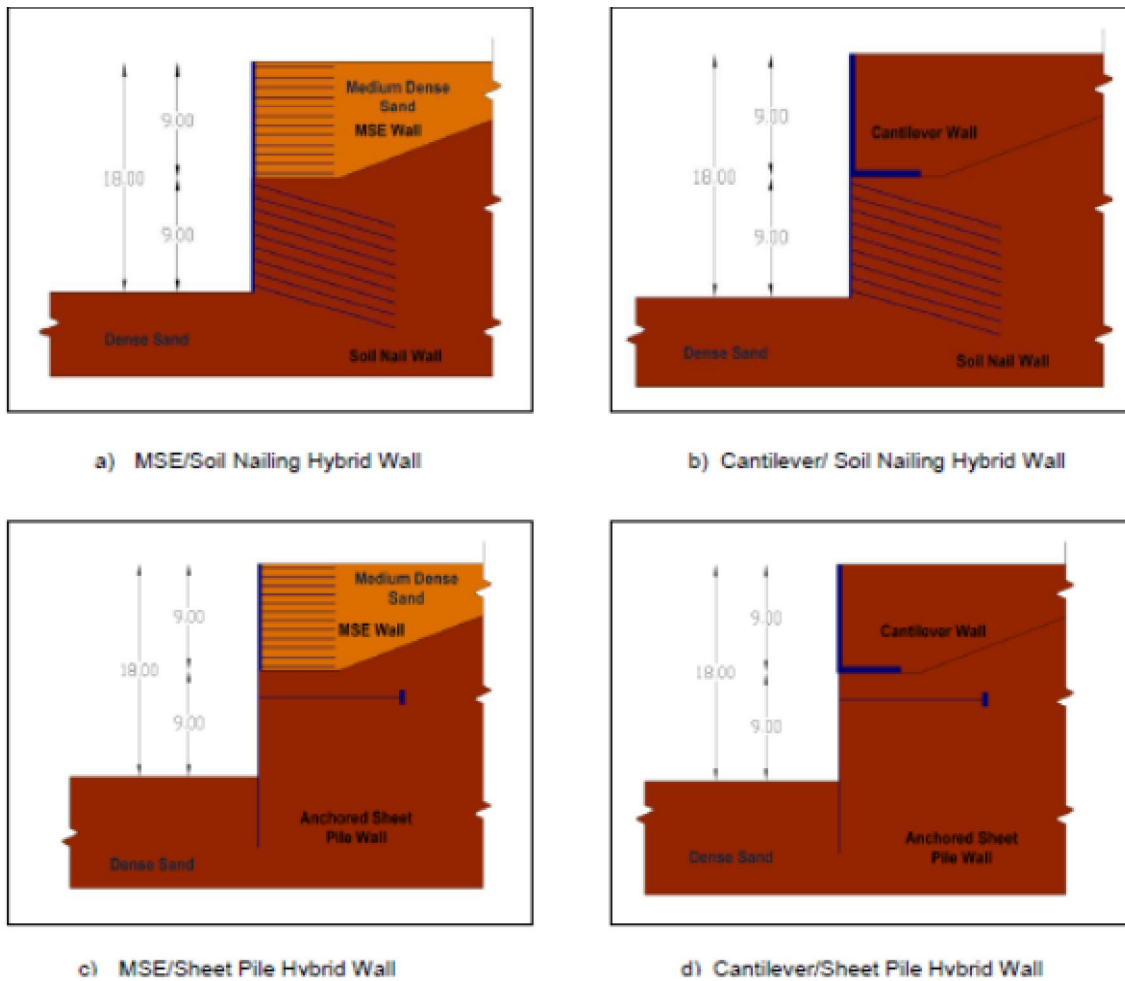 Medium Dense
Sand
MSE Wall
9.00
18.00
9.00
Dense Sand
Soil Nail Wall
a) MSE/Soil Nailing Hybrid Wall
Cantilever Wall
9.00
18.00
9.00
Dense Sand
Soil Nail Wall
b) Cantilever/ Soil Nailing Hybrid Wall
Medium Dense
Sand
MSE Wall
9.00
18.00
9.00
Anchored Sheet
Pile Wall
Dense Sand
c) MSE/Sheet Pile Hybrid Wall
Cantilever Wall
9.00
18.00
9.00
Anchored Sheet
Pile Wall
Dense Sand
d) Cantilever/Sheet Pile Hybrid Wall